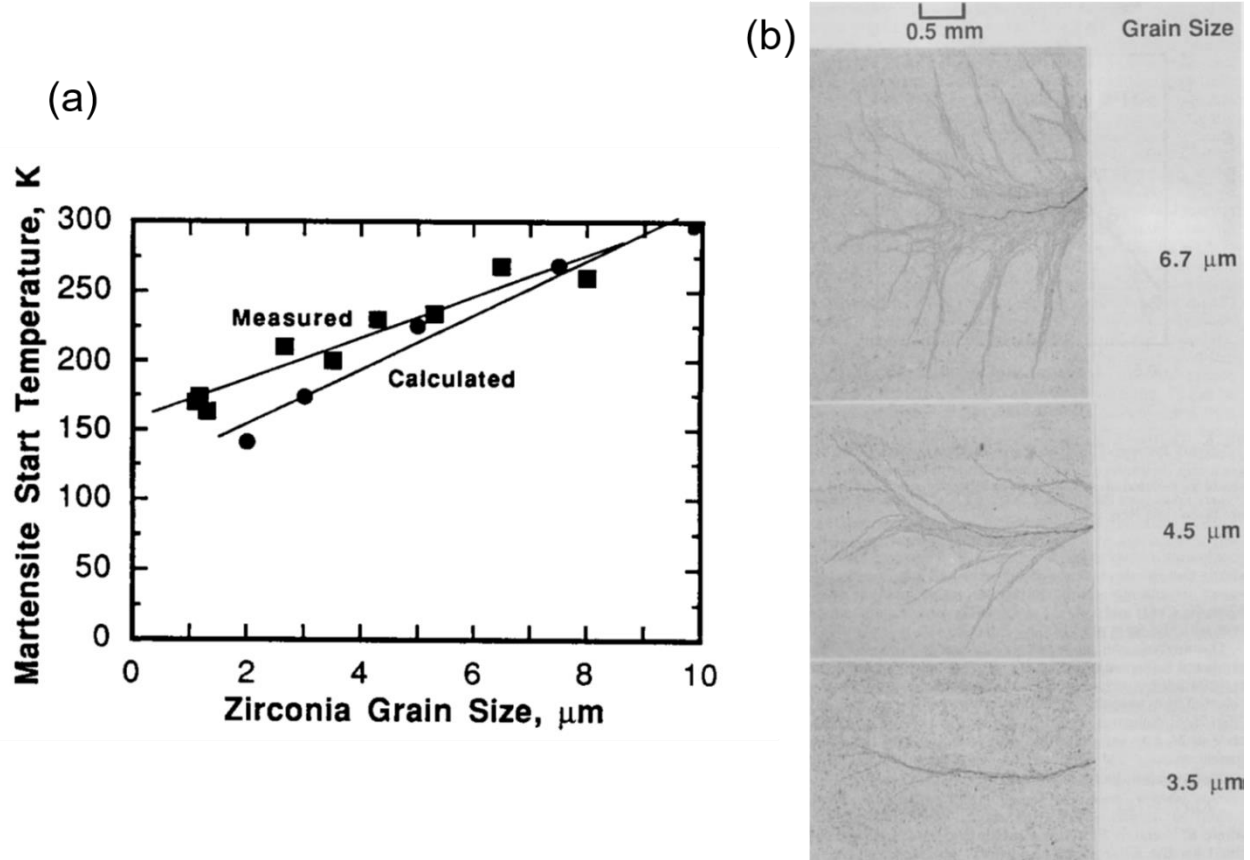 (a)
Martensite Start Temperature, K
300
250
200
150
100
50
0
Measured
Calculated
0 2 4 6 8 10
Zirconia Grain Size, μm
(b)
0.5 mm
Grain Size
6.7 μm
4.5 μm
3.5 μm